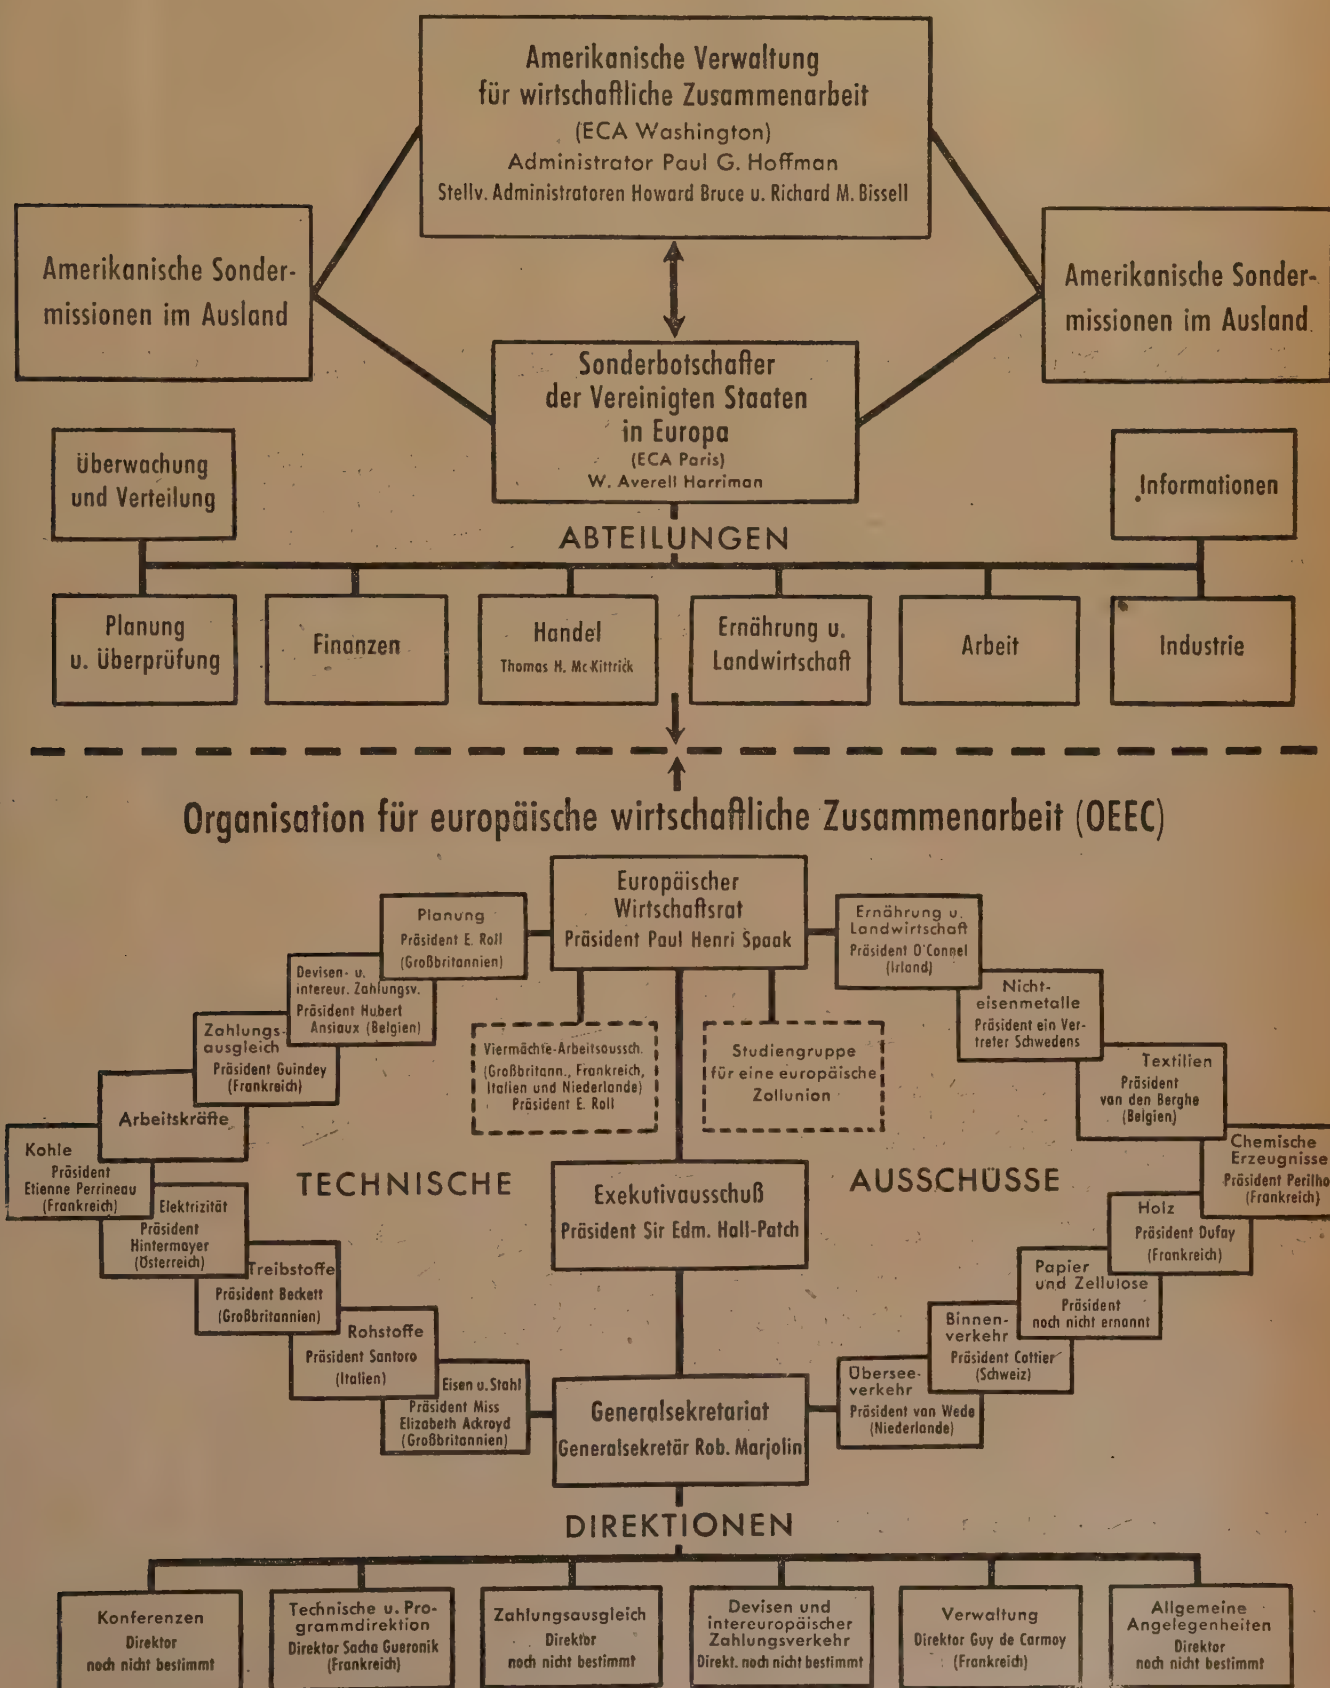 Amerikanische Verwaltung
für wirtschaftliche Zusammenarbeit
(ECA Washington)
Administrator Paul G. Hoffman
Stellv. Administratoren Howard Bruce u. Richard M. Bissell
Amerikanische Sonder-
missionen im Ausland
Amerikanische Sonder-
missionen im Ausland
Sonderbotschafter
der Vereinigten Staaten
in Europa
(ECA Paris)
W. Averell Harriman
Überwachung
und Verteilung
Informationen
ABTEILUNGEN
Planung
u. Überprüfung
Finanzen
Handel
Thomas H. Mc-Kittrick
Ernährung u.
Landwirtschaft
Arbeit
Industrie
Organisation für europäische wirtschaftliche Zusammenarbeit (OEEC)
Europäischer
Wirtschaftsrat
Präsident Paul Henri Spaak
Planung
Präsident E. Roll
(Großbritannien)
Devisen- u.
intereur. Zahlungsv.
Präsident Hubert
Ansiaux (Belgien)
Zahlungs-
ausgleich
Präsident Guindey
(Frankreich)
Arbeitskräfte
Kohle
Präsident
Etienne Perrineau
(Frankreich)
Elektrizität
Präsident
Hintermayer
(Österreich)
Treibstoffe
Präsident Beckett
(Großbritannien)
Rohstoffe
Präsident Santoro
(Italien)
Eisen u. Stahl
Präsident Miss
Elizabeth Ackroyd
(Großbritannien)
Viermächte-Arbeitsaussch.
(Großbritann., Frankreich,
Italien und Niederlande)
Präsident E. Roll
Studiengruppe
für eine europäische
Zollunion
TECHNISCHE
AUSSCHÜSSE
Exekutivausschuß
Präsident Sir Edm. Hall-Patch
Ernährung u.
Landwirtschaft
Präsident O'Connel
(Irland)
Nicht-
eisenmetalle
Präsident ein Ver-
treter Schwedens
Textilien
Präsident
van den Berghe
(Belgien)
Chemische
Erzeugnisse
Präsident Perilho
(Frankreich)
Holz
Präsident Dufay
(Frankreich)
Papier
und Zellulose
Präsident
noch nicht ernannt
Binnen-
verkehr
Präsident Cottier
(Schweiz)
Übersee-
verkehr
Präsident van Wede
(Niederlande)
Generalsekretariat
Generalsekretär Rob. Marjolin
DIREKTIONEN
Konferenzen
Direktor
noch nicht bestimmt
Technische u. Pro-
grammdirektion
Direktor Sacha Gueronik
(Frankreich)
Zahlungsausgleich
Direktor
noch nicht bestimmt
Devisen und
intereuropäischer
Zahlungsverkehr
Direkt. noch nicht bestimmt
Verwaltung
Direktor Guy de Carmoy
(Frankreich)
Allgemeine
Angelegenheiten
Direktor
noch nicht bestimmt